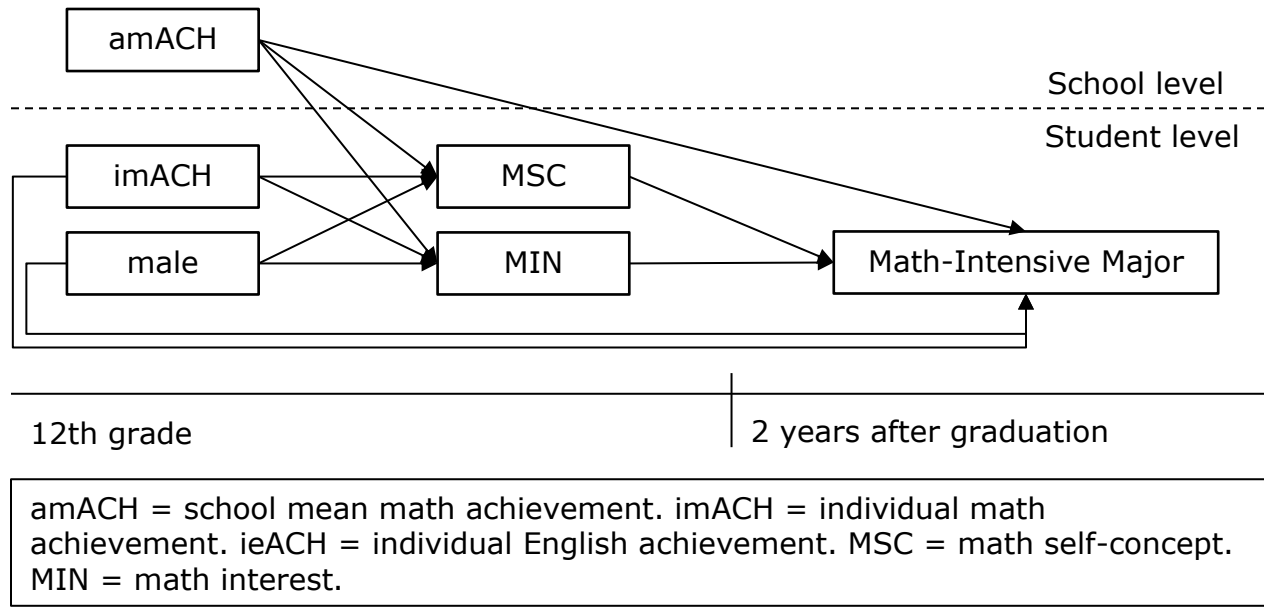 amACH
School level
Student level
imACH
MSC
male
MIN
Math-Intensive Major
12th grade
2 years after graduation
amACH = school mean math achievement. imACH = individual math
achievement. ieACH = individual English achievement. MSC = math self-concept.
MIN = math interest.